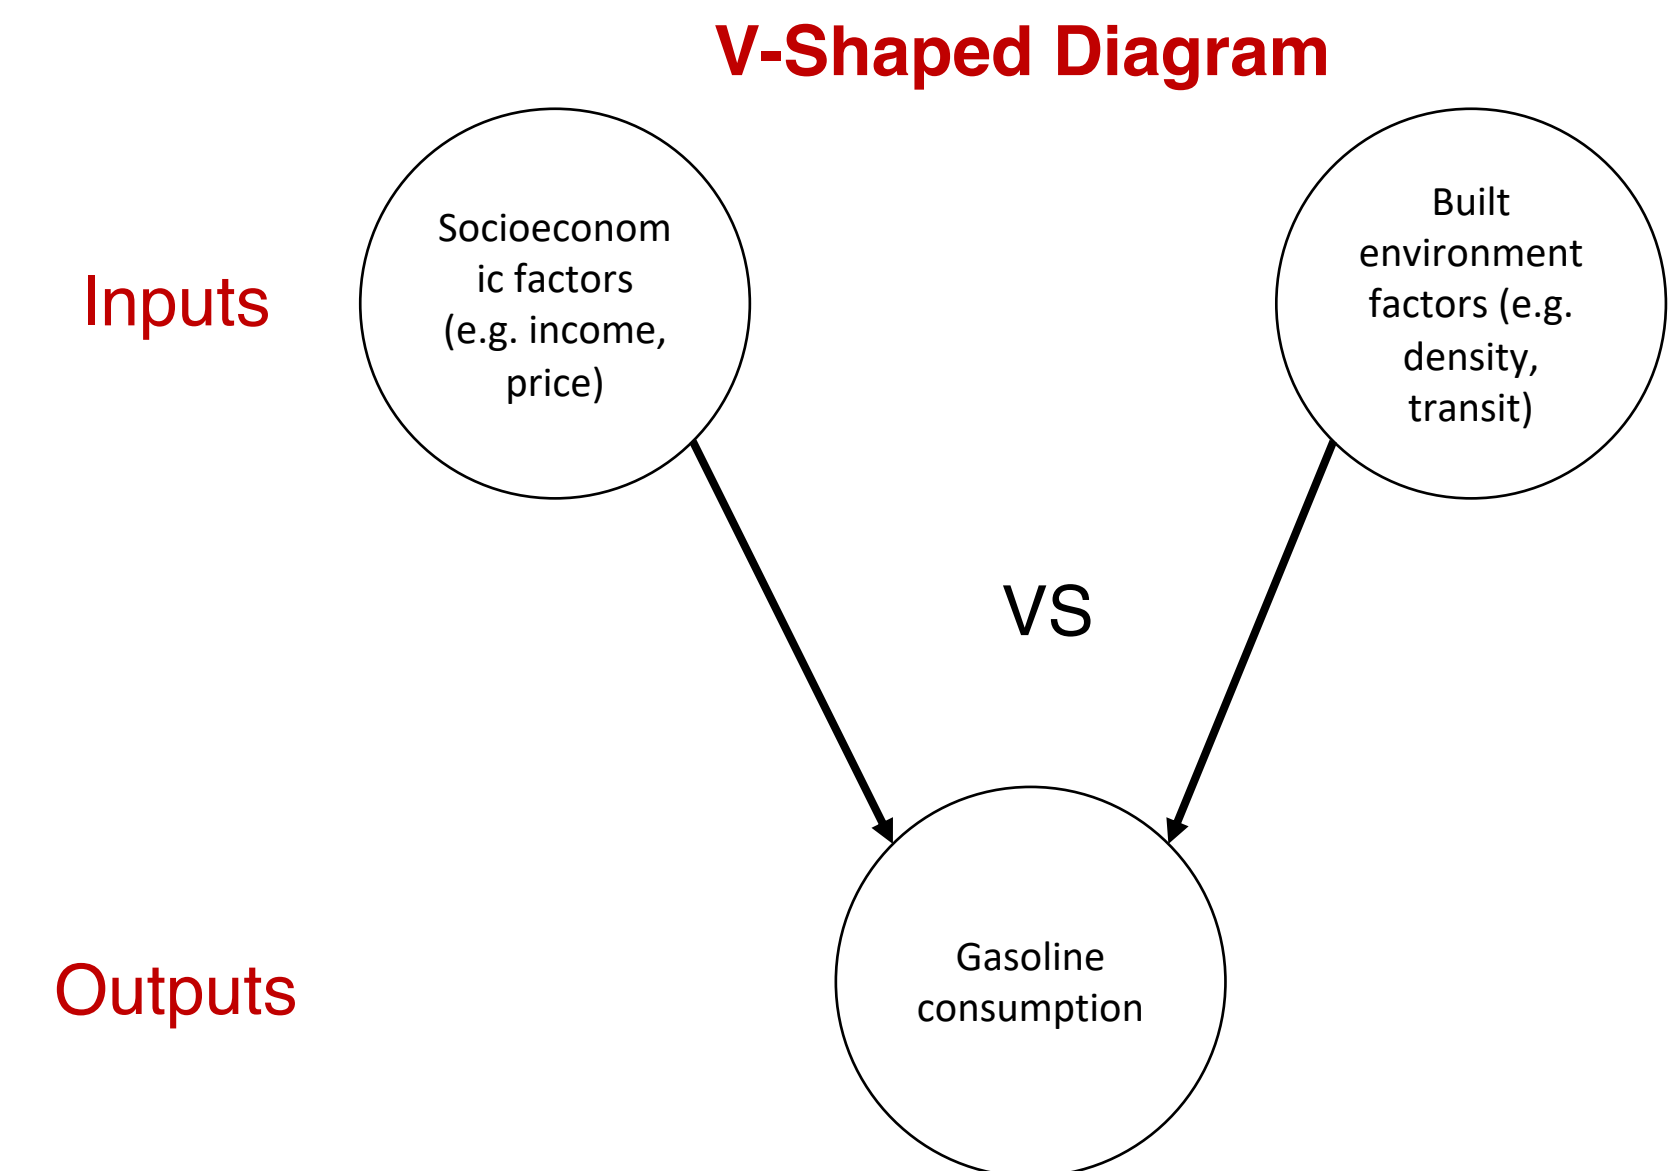 V-Shaped Diagram
Inputs
Socioeconom
ic factors
(e.g. income,
price)
Built
environment
factors (e.g.
density,
transit)
VS
Outputs
Gasoline
consumption